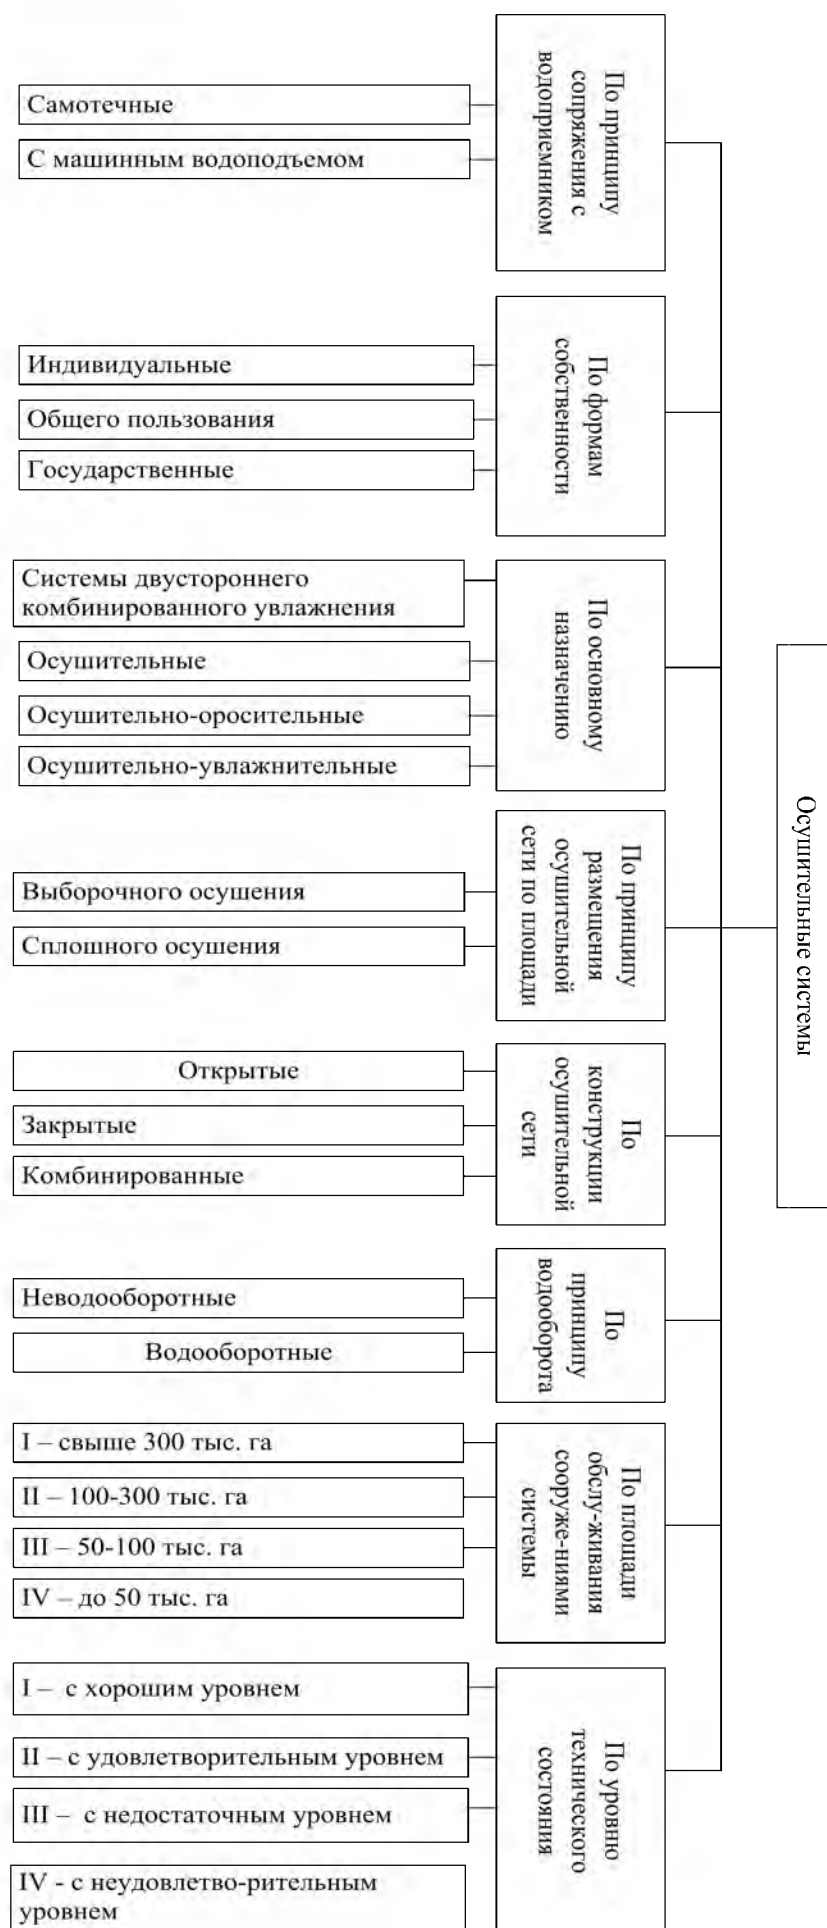 Осушительные системы
По принципу
сопряжения с
водоприемником
Самотечные
С машинным водоподъемом
По формам
собственности
Индивидуальные
Общего пользования
Государственные
По основному
назначению
Системы двустороннего
комбинированного увлажнения
Осушительные
Осушительно-оросительные
Осушительно-увлажнительные
По принципу
размещения
осушительной
сети по площади
Выборочного осушения
Сплошного осушения
По
конструкции
осушительной
сети
Открытые
Закрытые
Комбинированные
По
принципу
водооборота
Неводооборотные
Водооборотные
По площади
обслу-живания
сооруже-ниями
системы
I – свыше 300 тыс. га
II – 100-300 тыс. га
III – 50-100 тыс. га
IV – до 50 тыс. га
По уровню
технического
состояния
I – с хорошим уровнем
II – с удовлетворительным уровнем
III – с недостаточным уровнем
IV - с неудовлетво-рительным
уровнем